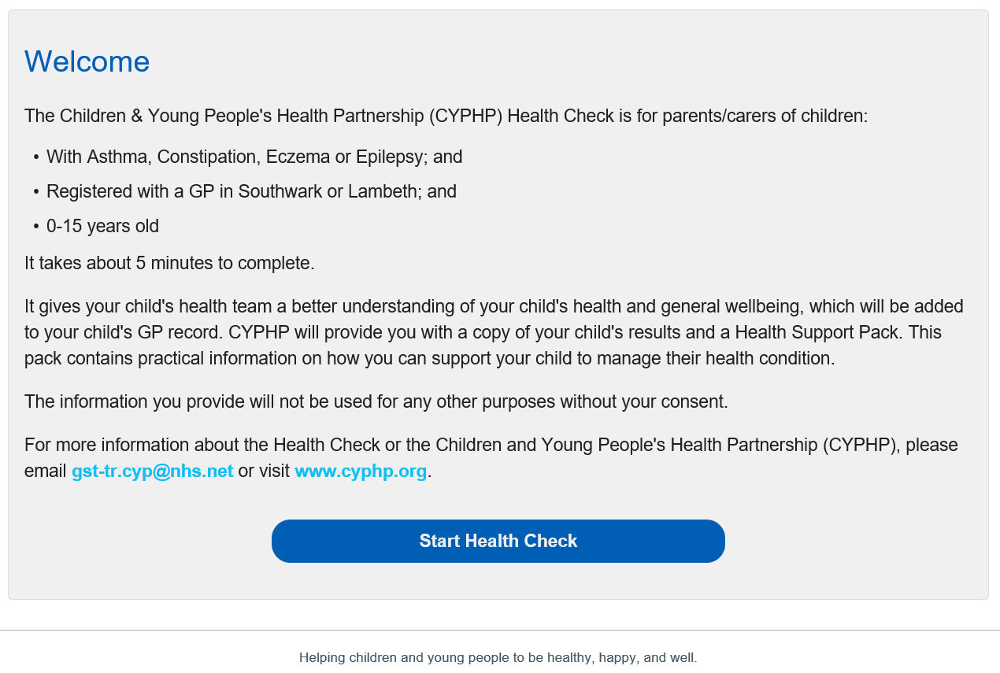 Welcome
The Children & Young People's Health Partnership (CYPHP) Health Check is for parents/carers of children:
• With Asthma, Constipation, Eczema or Epilepsy; and
• Registered with a GP in Southwark or Lambeth; and
• 0-15 years old
It takes about 5 minutes to complete.
It gives your child's health team a better understanding of your child's health and general wellbeing, which will be added
to your child's GP record. CYPHP will provide you with a copy of your child's results and a Health Support Pack. This
pack contains practical information on how you can support your child to manage their health condition.
The information you provide will not be used for any other purposes without your consent.
For more information about the Health Check or the Children and Young People's Health Partnership (CYPHP), please
email gst-tr.cyp@nhs.net or visit www.cyphp.org.
Start Health Check
Helping children and young people to be healthy, happy, and well.